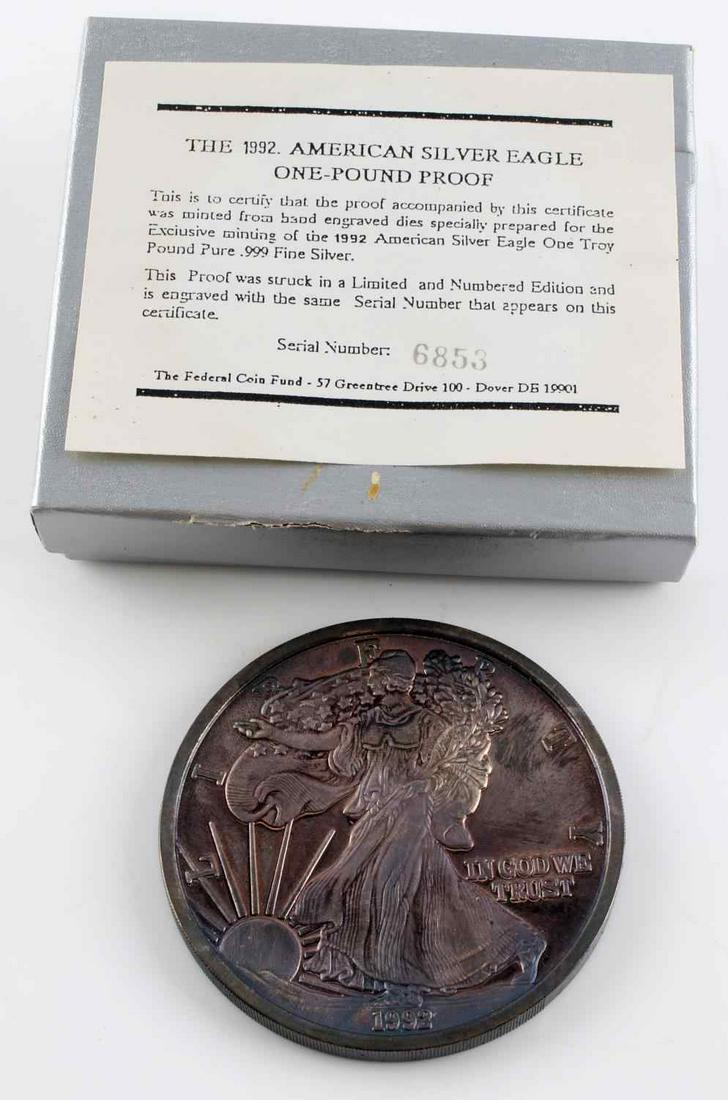 THE 1992. AMERICAN SILVER EAGLE
ONE-POUND PROOF
This is to certify that the proof accompanied by this certificate
was minted from hand engraved dies specially prepared for the
Exclusive minting of the 1992 American Silver Eagle One Troy
Pound Pure .999 Fine Silver.
This Proof was struck in a Limited and Numbered Edition and
is engraved with the same Serial Number that appears on this
certificate.
Serial Number: 6853
The Federal Coin Fund - 57 Greentree Drive 100 - Dover DE 19901
LIBERTY
IN GOD WE
TRUST
1992